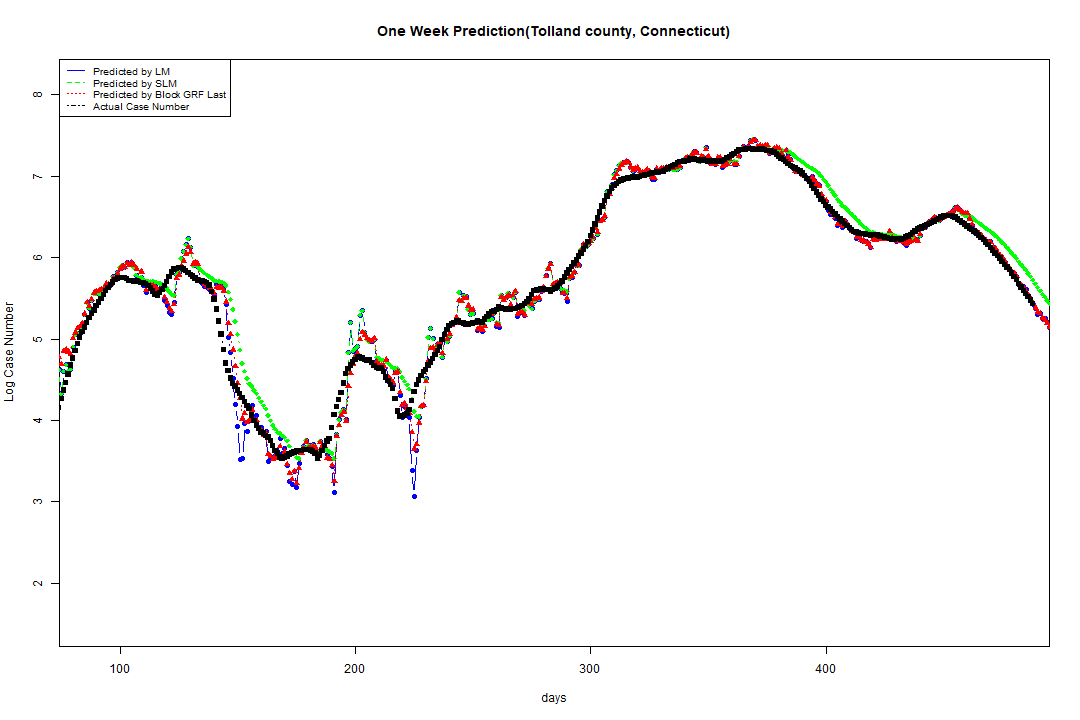 One Week Prediction(Tolland county, Connecticut)
Predicted by LM
Predicted by SLM
Predicted by Block GRF Last
Actual Case Number
8
7
6
5
4
3
2
Log Case Number
100 200 300 400
days